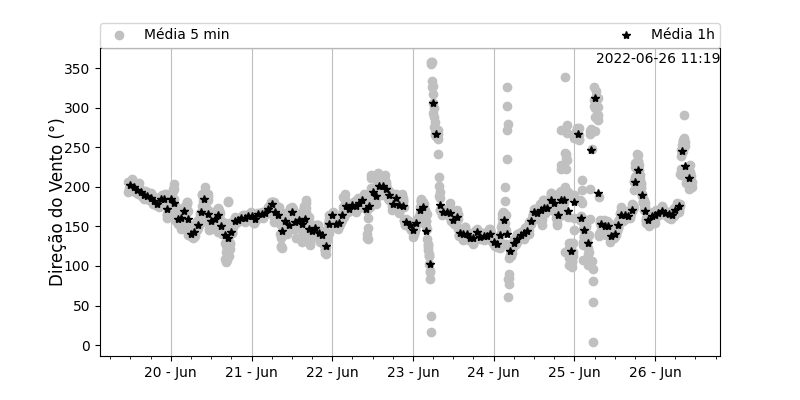 Média 5 min
Média 1h
2022-06-26 11:19
Direção do Vento (°)
350
300
250
200
150
100
50
0
20 - Jun
21 - Jun
22 - Jun
23 - Jun
24 - Jun
25 - Jun
26 - Jun